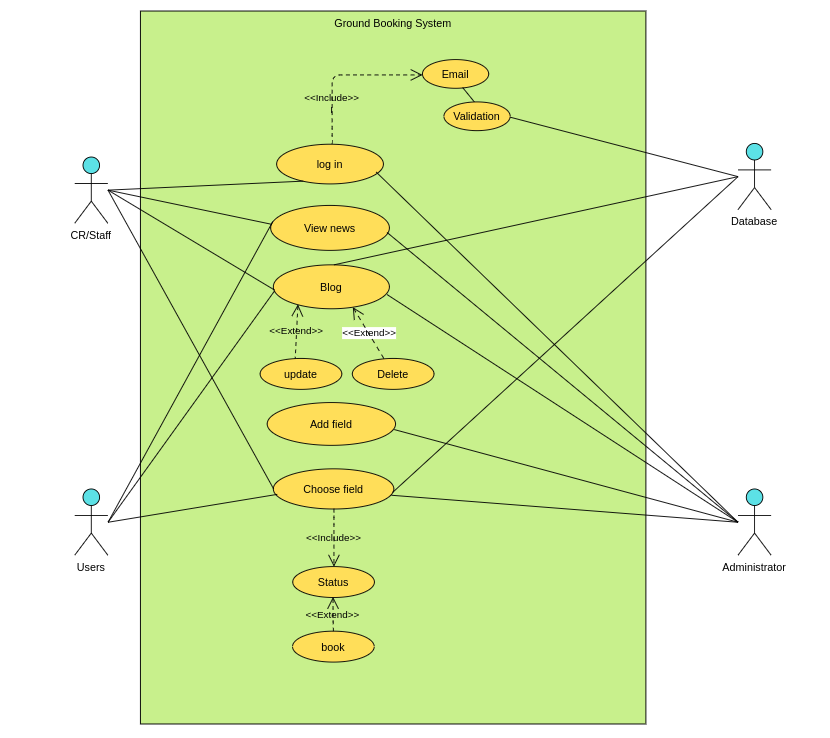 Ground Booking System
Email
<<Include>>
Validation
log in
View news
CR/Staff
Database
Blog
<<Extend>>
<<Extend>>
update
Delete
Add field
Choose field
<<Include>>
Users
Administrator
Status
<<Extend>>
book